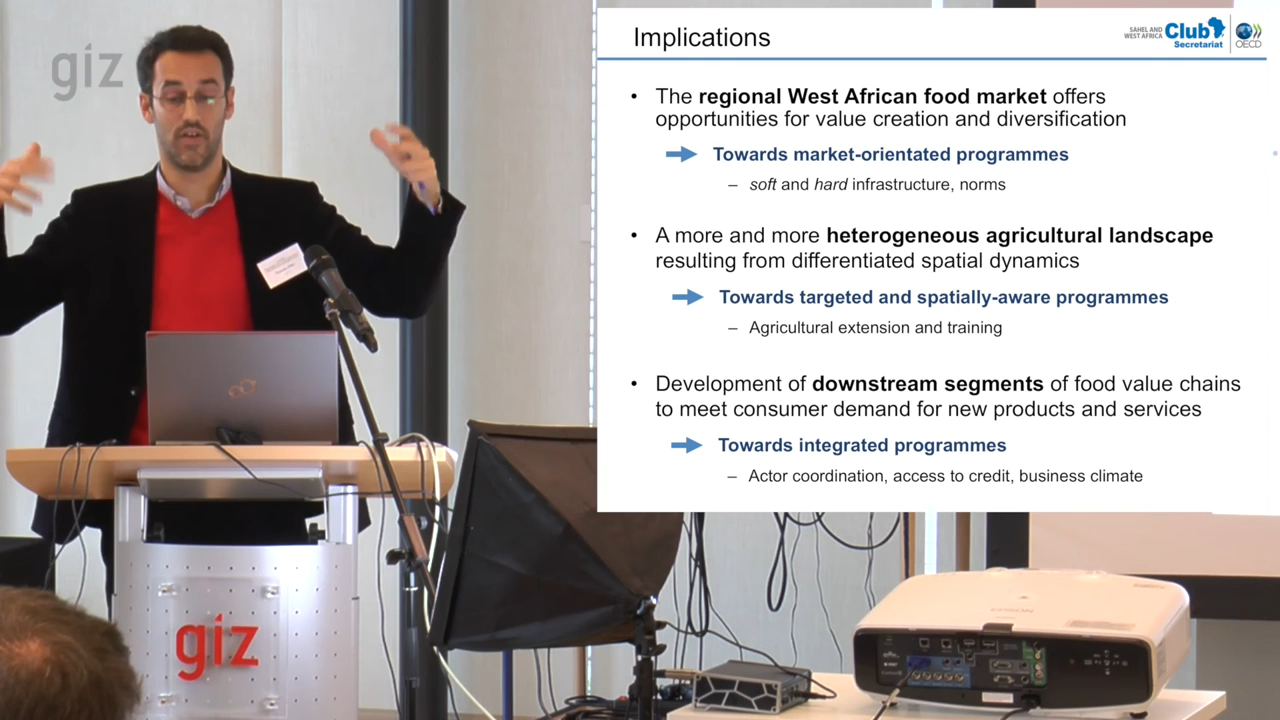 giz
Implications
SAHEL AND
WEST AFRICA
Club
Secretariat
OECD
• The regional West African food market offers
opportunities for value creation and diversification
Towards market-orientated programmes
– soft and hard infrastructure, norms
• A more and more heterogeneous agricultural landscape
resulting from differentiated spatial dynamics
Towards targeted and spatially-aware programmes
– Agricultural extension and training
• Development of downstream segments of food value chains
to meet consumer demand for new products and services
Towards integrated programmes
– Actor coordination, access to credit, business climate
giz
EPSON